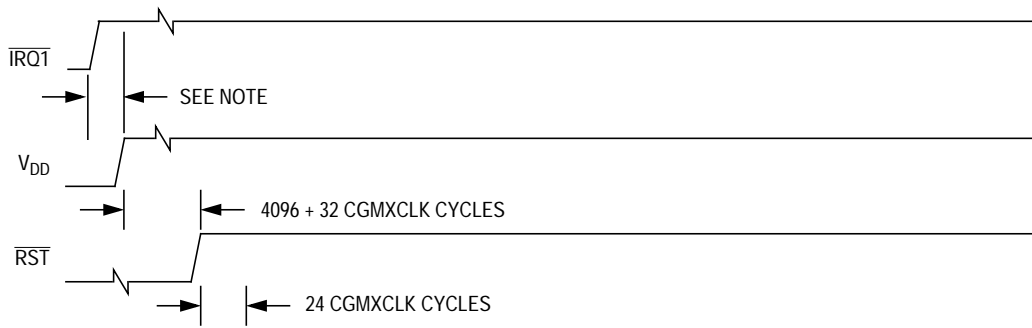 IRQ1
SEE NOTE
VDD
4096 + 32 CGMXCLK CYCLES
RST
24 CGMXCLK CYCLES